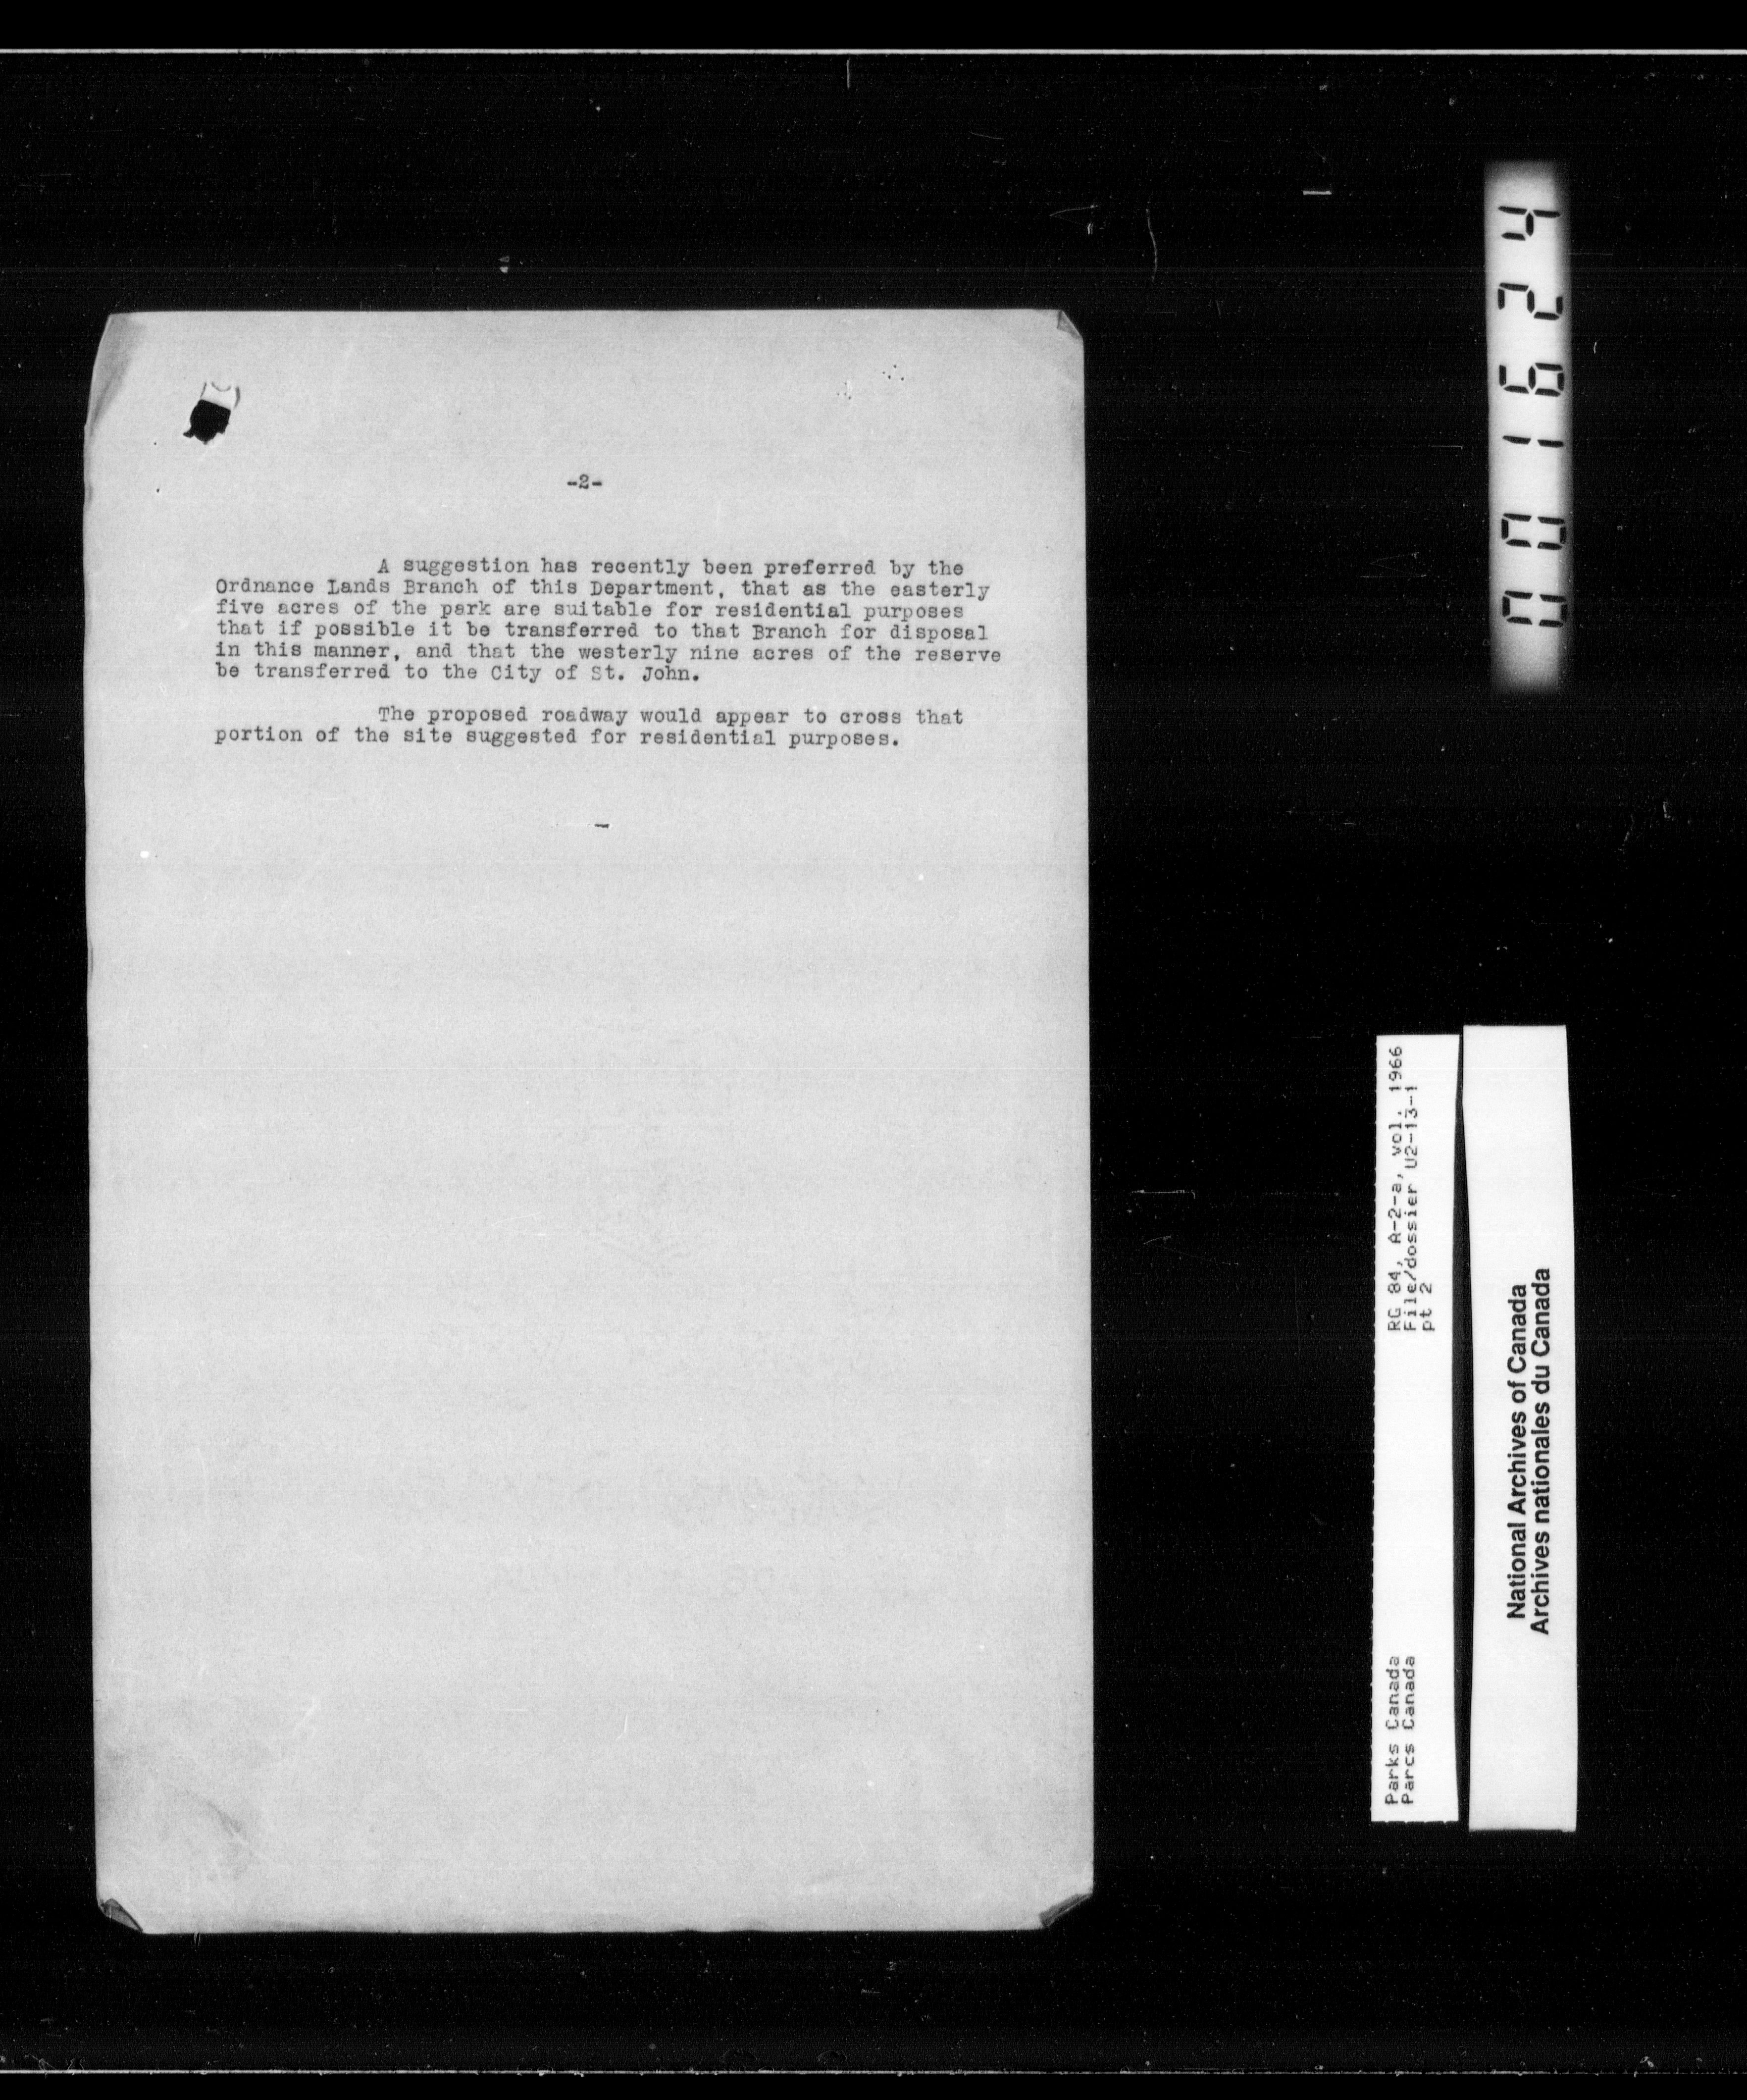 -2-
A suggestion has recently been preferred by the
Ordnance Lands Branch of this Department, that as the easterly
five acres of the park are suitable for residential purposes
that if possible it be transferred to that Branch for disposal
in this manner, and that the westerly nine acres of the reserve
be transferred to the City of St. John.
The proposed roadway would appear to cross that
portion of the site suggested for residential purposes.
001624
Parks Canada RG 84, A-2-a, vol. 1966
Parcs Canada File/dossier U2-13-1
pt 2
National Archives of Canada
Archives nationales du Canada